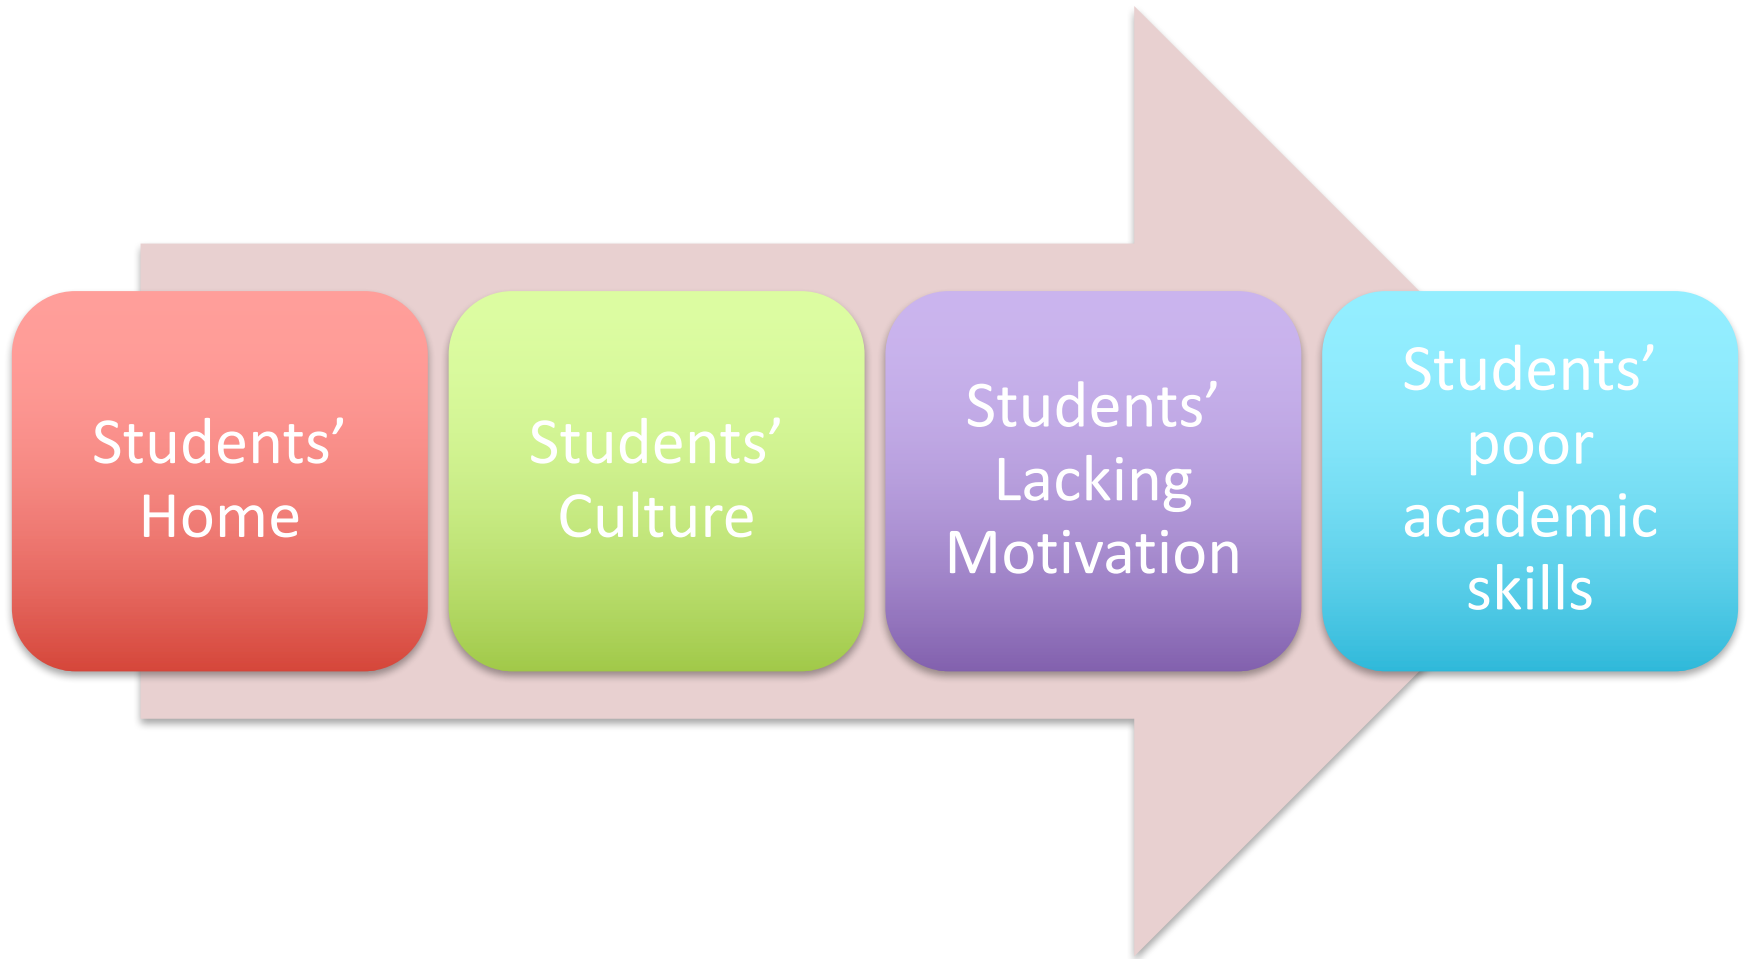 Students’
Home
Students’
Culture
Students’
Lacking
Motivation
Students’
poor
academic
skills